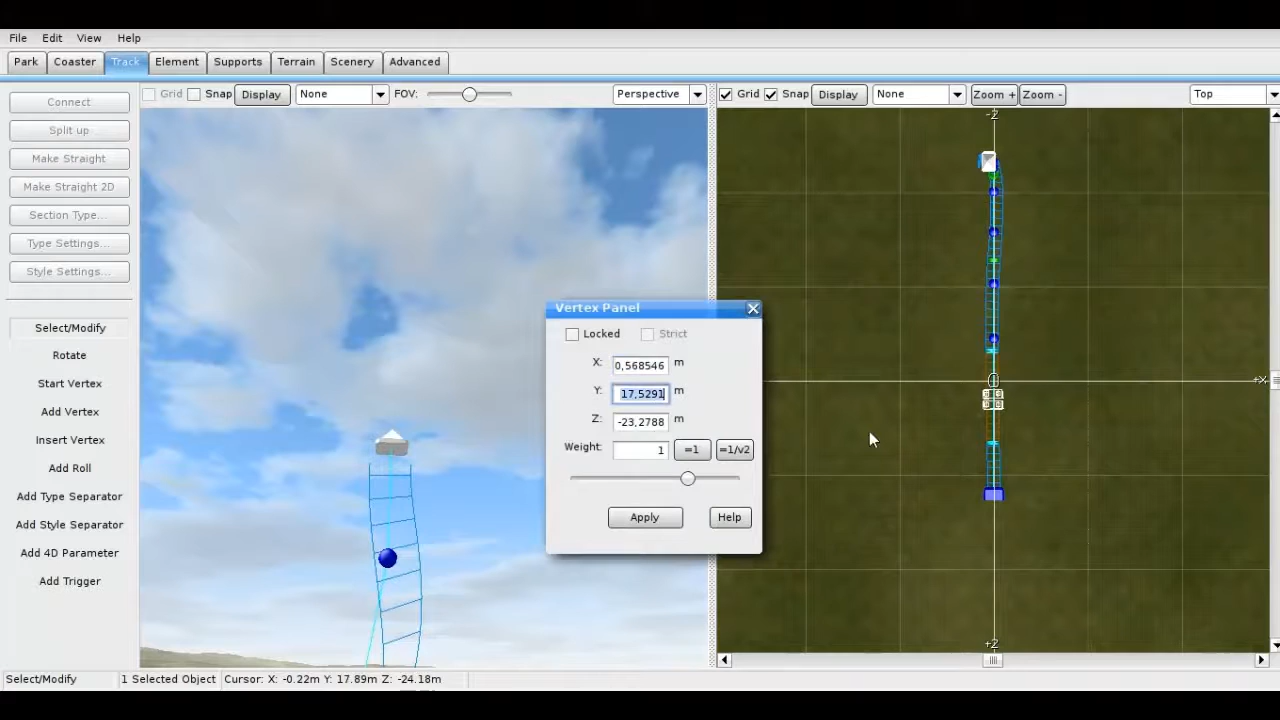 File Edit View Help
Park Coaster Track Element Supports Terrain Scenery Advanced
Connect
Split up
Make Straight
Make Straight 2D
Section Type...
Type Settings...
Style Settings...
Select/Modify
Rotate
Start Vertex
Add Vertex
Insert Vertex
Add Roll
Add Type Separator
Add Style Separator
Add 4D Parameter
Add Trigger
Grid Snap Display None FOV: Perspective
Grid Snap Display None Zoom + Zoom - Top
-Z
+X
+Z
Vertex Panel
Locked Strict
X: 0,568546 m
Y: 17,5291 m
Z: -23,2788 m
Weight: 1 =1 =1/v2
Apply Help
Select/Modify 1 Selected Object Cursor: X: -0.22m Y: 17.89m Z: -24.18m